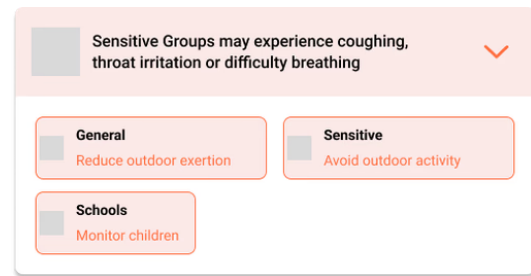 Sensitive Groups may experience coughing,
throat irritation or difficulty breathing
General
Reduce outdoor exertion
Sensitive
Avoid outdoor activity
Schools
Monitor children